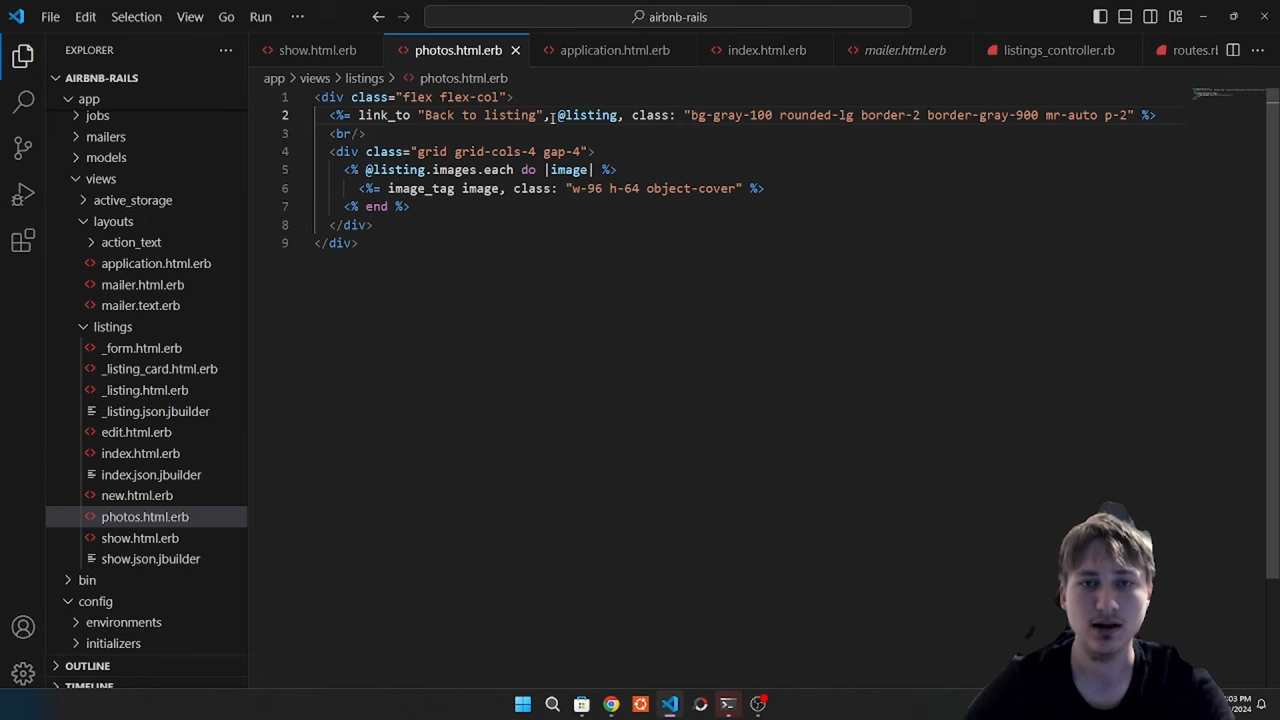 File Edit Selection View Go Run ··· airbnb-rails
EXPLORER ···
show.html.erb photos.html.erb application.html.erb index.html.erb mailer.html.erb listings_controller.rb routes.rl
AIRBNB-RAILS
app > views > listings > photos.html.erb
app
jobs
mailers
models
views
active_storage
layouts
action_text
application.html.erb
mailer.html.erb
mailer.text.erb
listings
_form.html.erb
_listing_card.html.erb
_listing.html.erb
_listing.json.jbuilder
edit.html.erb
index.html.erb
index.json.jbuilder
new.html.erb
photos.html.erb
show.html.erb
show.json.jbuilder
bin
config
environments
initializers
OUTLINE
TIMELINE
1 <div class="flex flex-col">
2 <%= link_to "Back to listing", @listing, class: "bg-gray-100 rounded-lg border-2 border-gray-900 mr-auto p-2" %>
3 <br/>
4 <div class="grid grid-cols-4 gap-4">
5 <% @listing.images.each do |image| %>
6 <%= image_tag image, class: "w-96 h-64 object-cover" %>
7 <% end %>
8 </div>
9 </div>
:03 PM
/2024